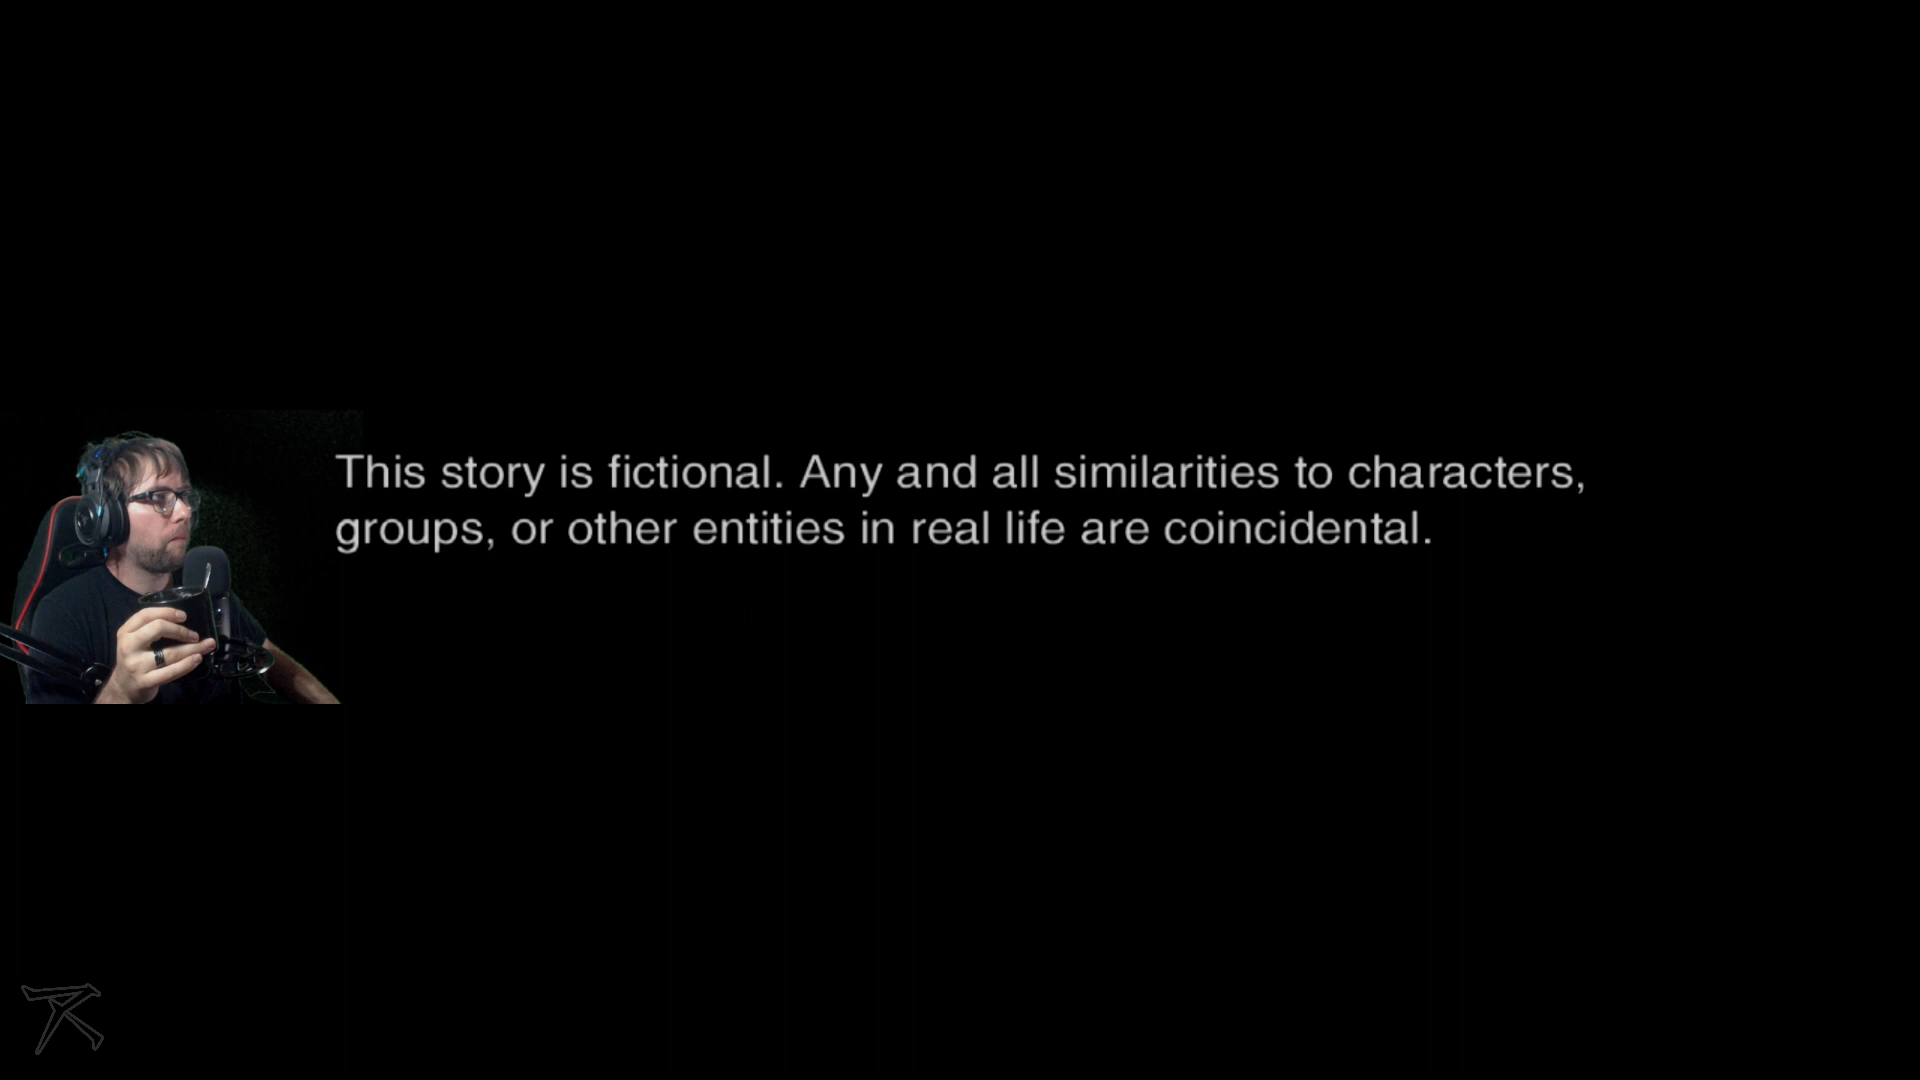 This story is fictional. Any and all similarities to characters,
groups, or other entities in real life are coincidental.